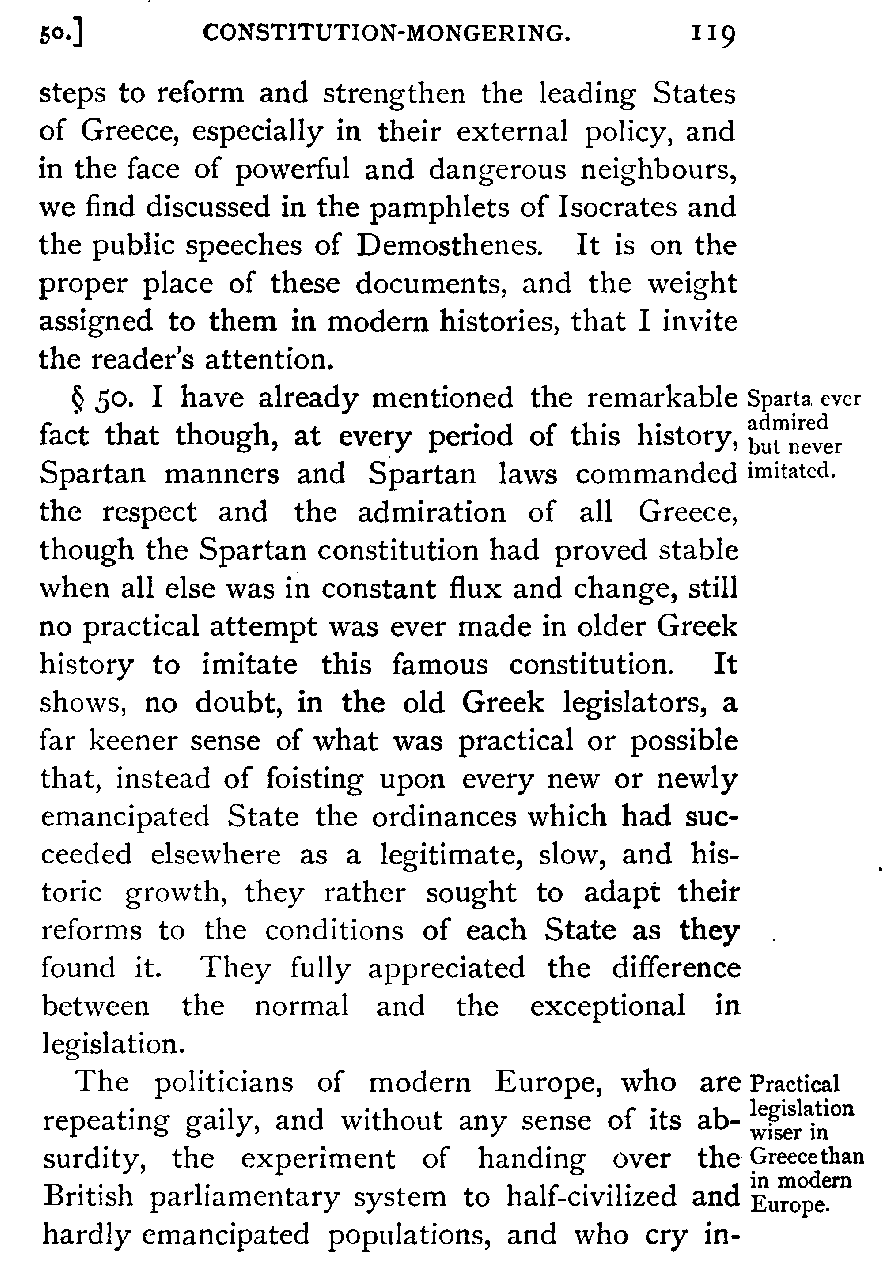 50.] CONSTITUTION-MONGERING. 119
steps to reform and strengthen the leading States
of Greece, especially in their external policy, and
in the face of powerful and dangerous neighbours,
we find discussed in the pamphlets of Isocrates and
the public speeches of Demosthenes. It is on the
proper place of these documents, and the weight
assigned to them in modern histories, that I invite
the reader's attention.
§ 50. I have already mentioned the remarkable
fact that though, at every period of this history,
Spartan manners and Spartan laws commanded
the respect and the admiration of all Greece,
though the Spartan constitution had proved stable
when all else was in constant flux and change, still
no practical attempt was ever made in older Greek
history to imitate this famous constitution. It
shows, no doubt, in the old Greek legislators, a
far keener sense of what was practical or possible
that, instead of foisting upon every new or newly
emancipated State the ordinances which had suc-
ceeded elsewhere as a legitimate, slow, and his-
toric growth, they rather sought to adapt their
reforms to the conditions of each State as they
found it. They fully appreciated the difference
between the normal and the exceptional in
legislation.
The politicians of modern Europe, who are
repeating gaily, and without any sense of its ab-
surdity, the experiment of handing over the
British parliamentary system to half-civilized and
hardly emancipated populations, and who cry in-
Sparta ever
admired
but never
imitated.
Practical
legislation
wiser in
Greece than
in modern
Europe.